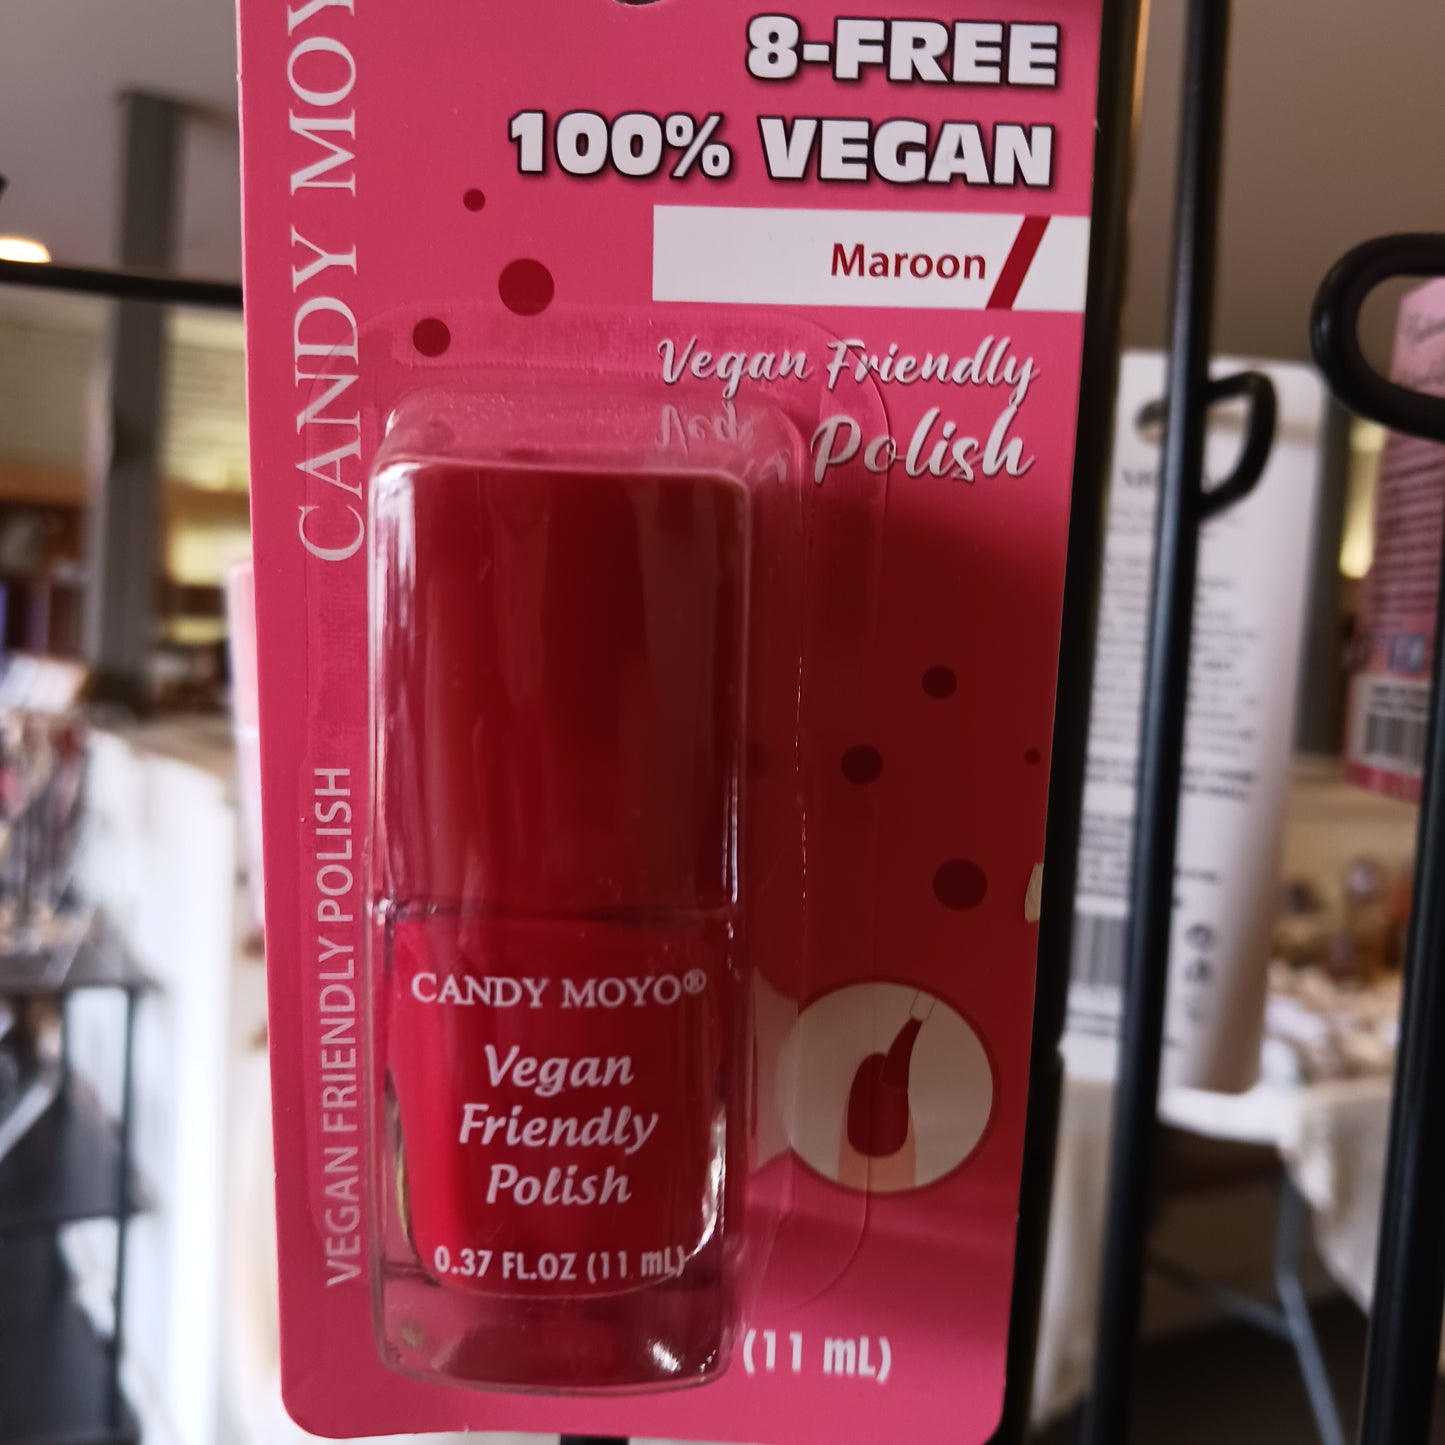 8-FREE
100% VEGAN
Maroon
Vegan Friendly
Polish
CANDY MOY
VEGAN FRIENDLY POLISH
CANDY MOYO®
Vegan
Friendly
Polish
0.37 FL.OZ (11 mL)
(11 mL)